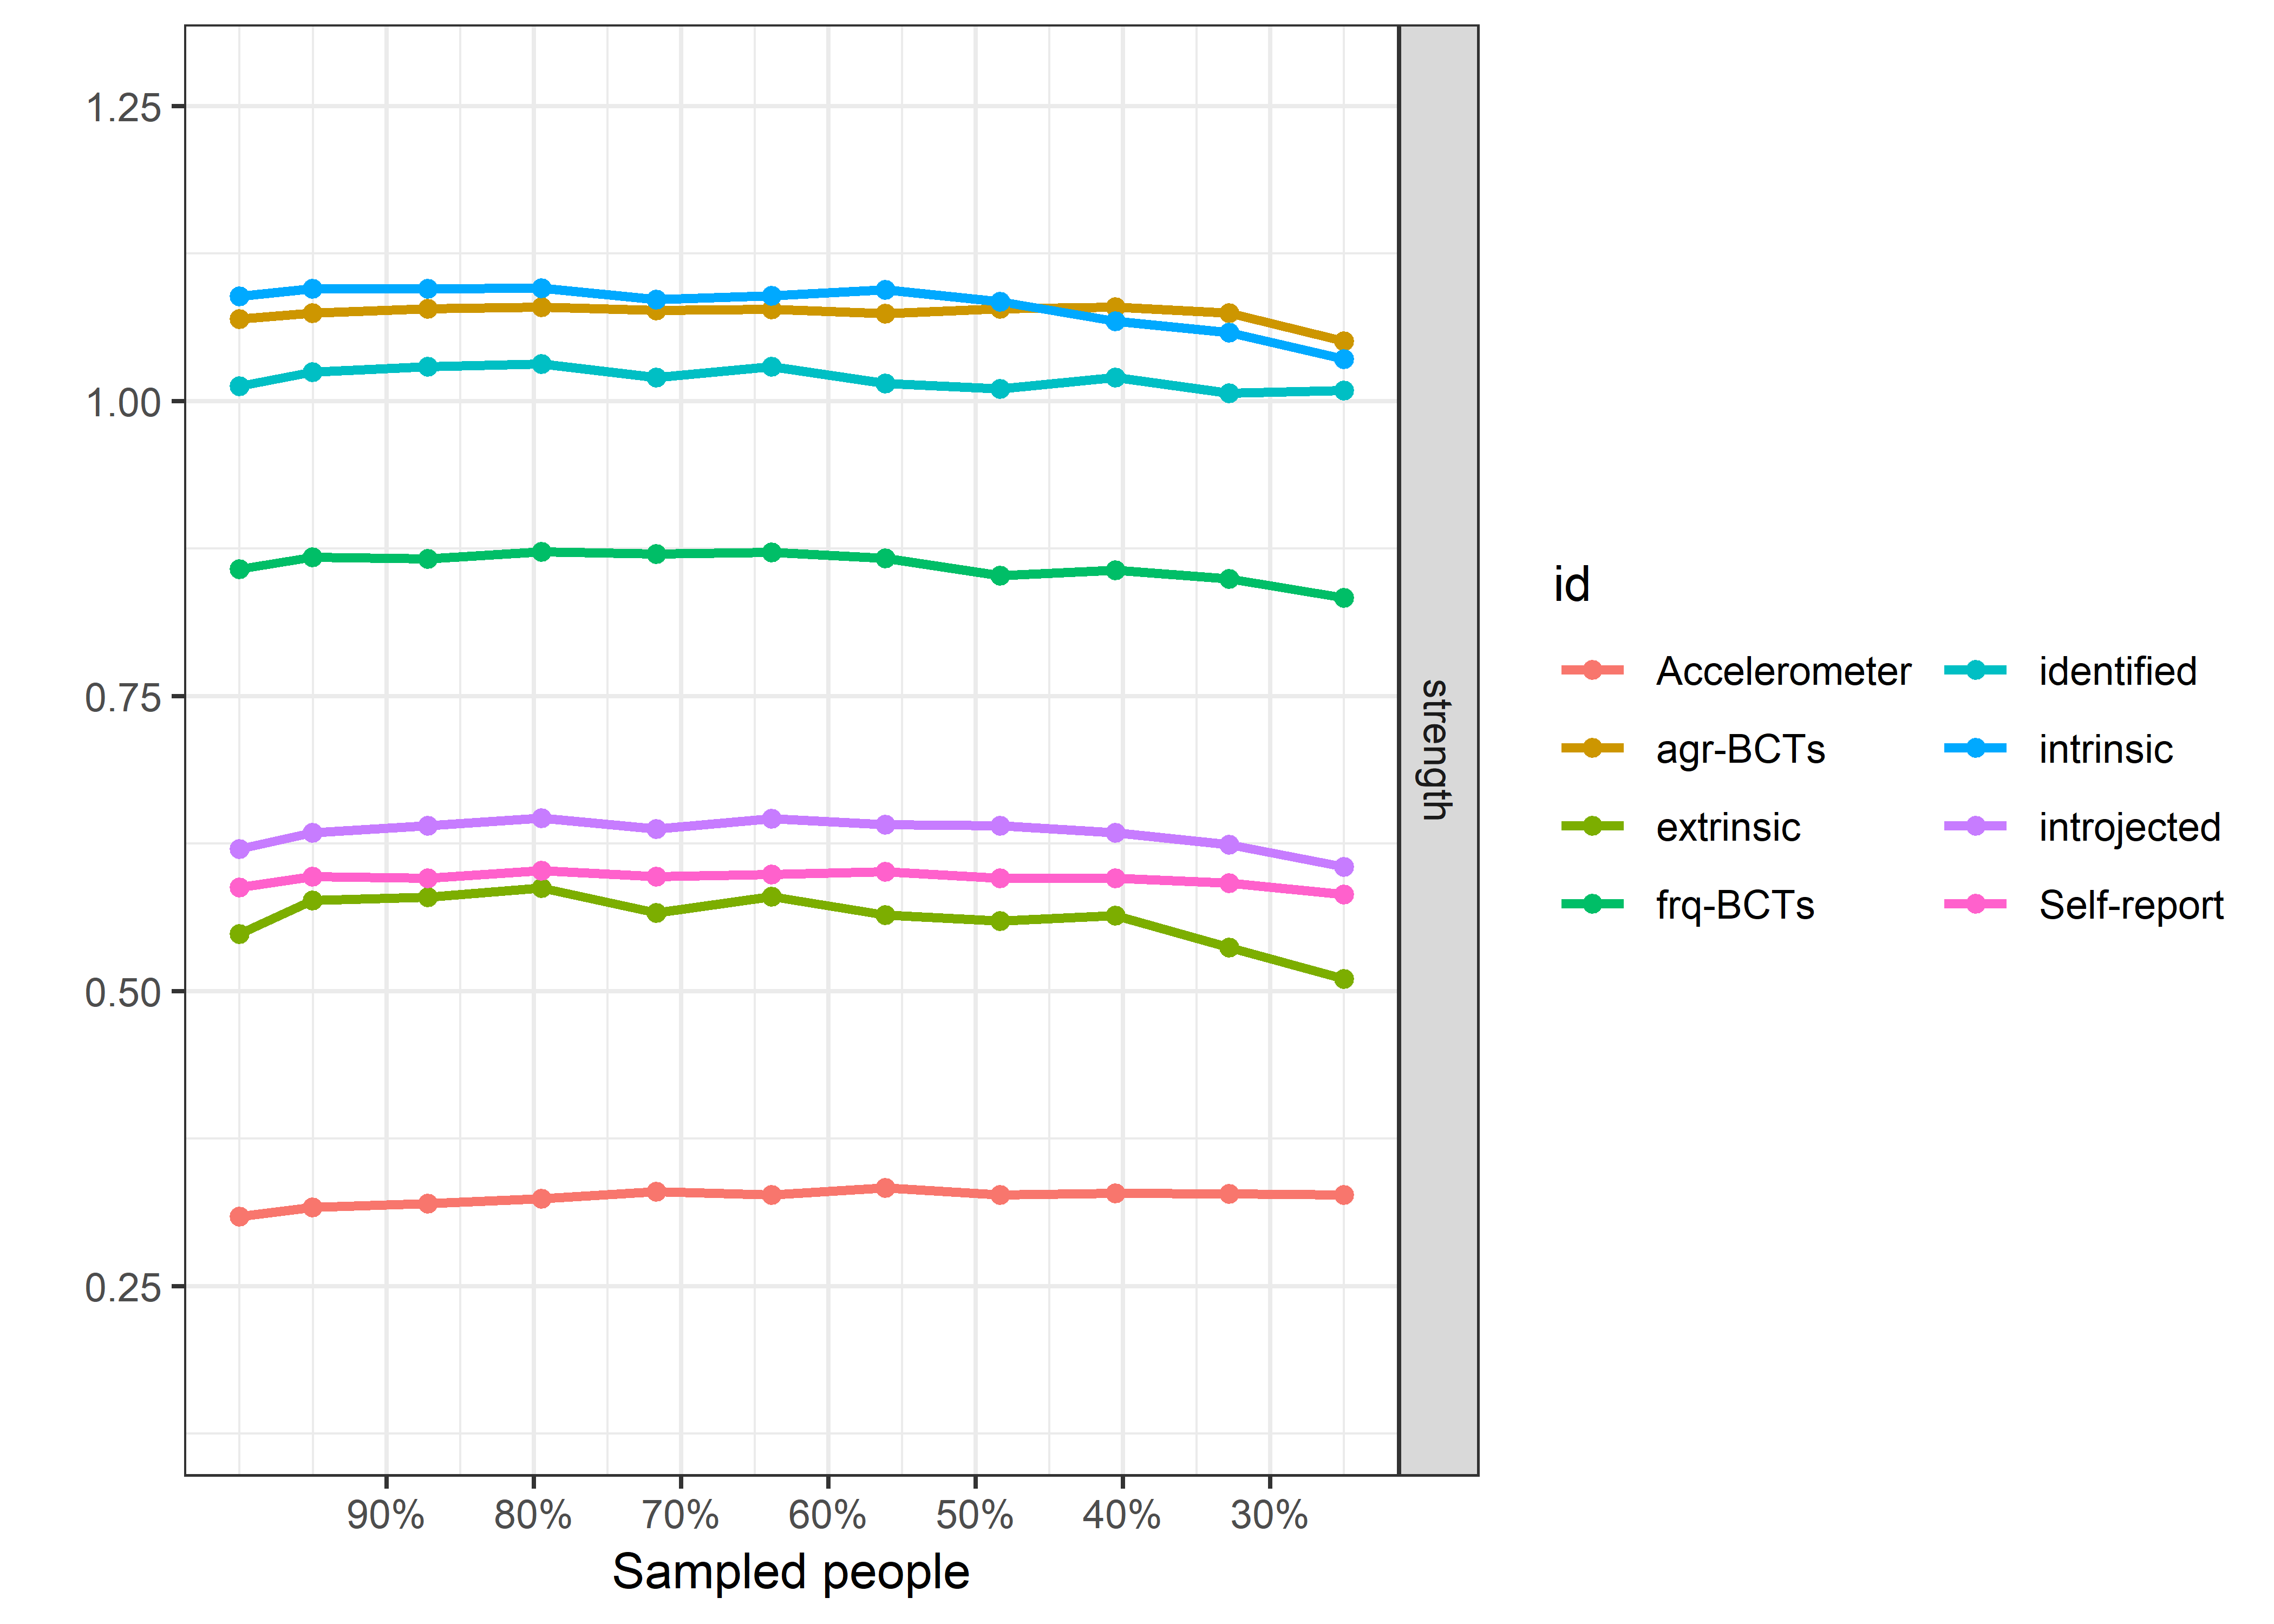 1.25
1.00
0.75
0.50
0.25
90% 80% 70% 60% 50% 40% 30%
Sampled people
strength
id
Accelerometer
agr-BCTs
extrinsic
frq-BCTs
identified
intrinsic
introjected
Self-report